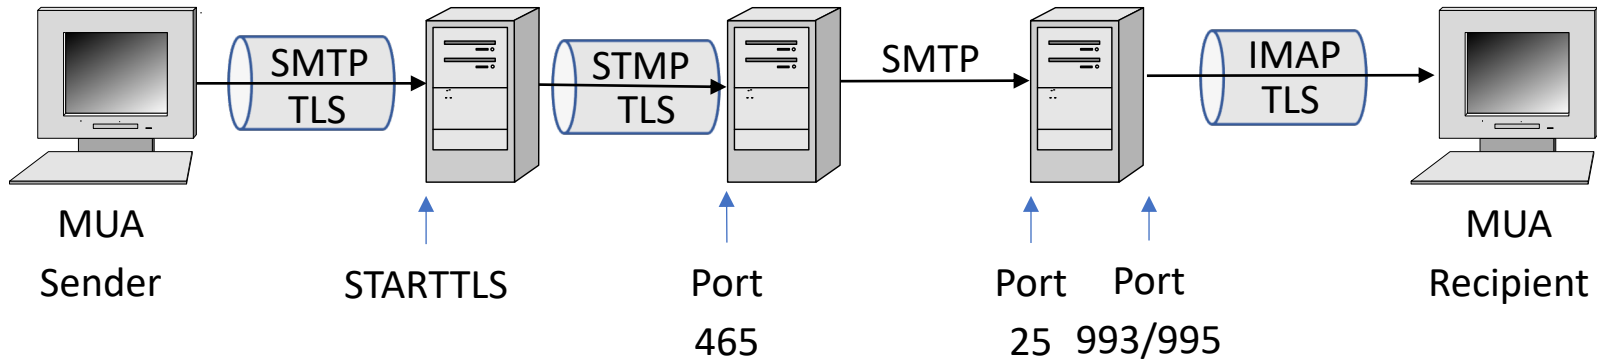 SMTP
TLS
STMP
TLS
SMTP
IMAP
TLS
MUA
Sender
STARTTLS
Port
465
Port
25
Port
993/995
MUA
Recipient